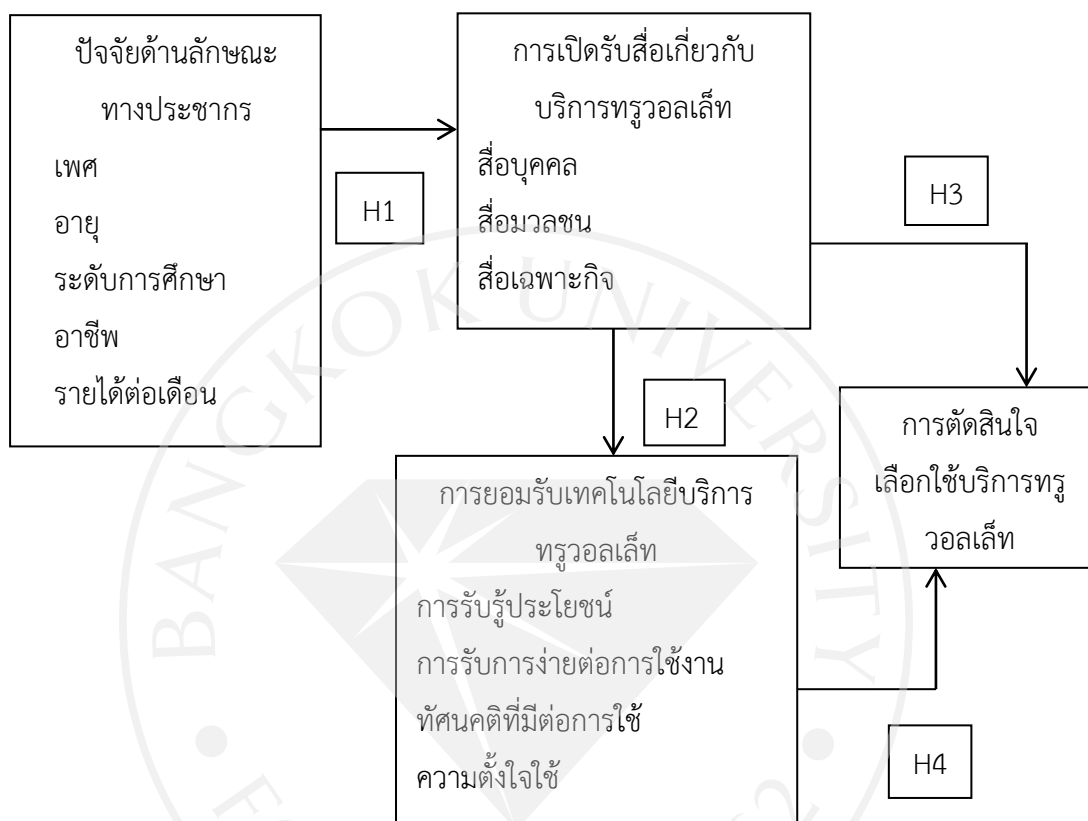 ปัจจัยด้านลักษณะ
ทางประชากร
เพศ
อายุ
ระดับการศึกษา
อาชีพ
รายได้ต่อเดือน
H1
การเปิดรับสื่อเกี่ยวกับ
บริการทรูวอลเล็ท
สื่อบุคคล
สื่อมวลชน
สื่อเฉพาะกิจ
H3
H2
การยอมรับเทคโนโลยีบริการ
ทรูวอลเล็ท
การรับรู้ประโยชน์
การรับการง่ายต่อการใช้งาน
ทัศนคติที่มีต่อการใช้
ความตั้งใจใช้
การตัดสินใจ
เลือกใช้บริการทรู
วอลเล็ท
H4
BANGKOK UNIVERSITY